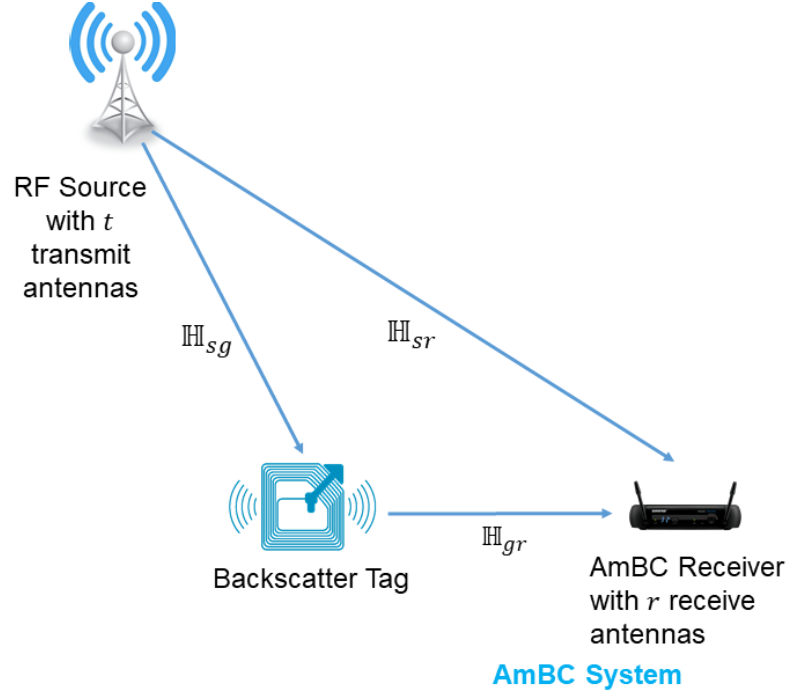 RF Source
with t
transmit
antennas
ℍsg
ℍsr
ℍgr
Backscatter Tag
AmBC Receiver
with r receive
antennas
AmBC System